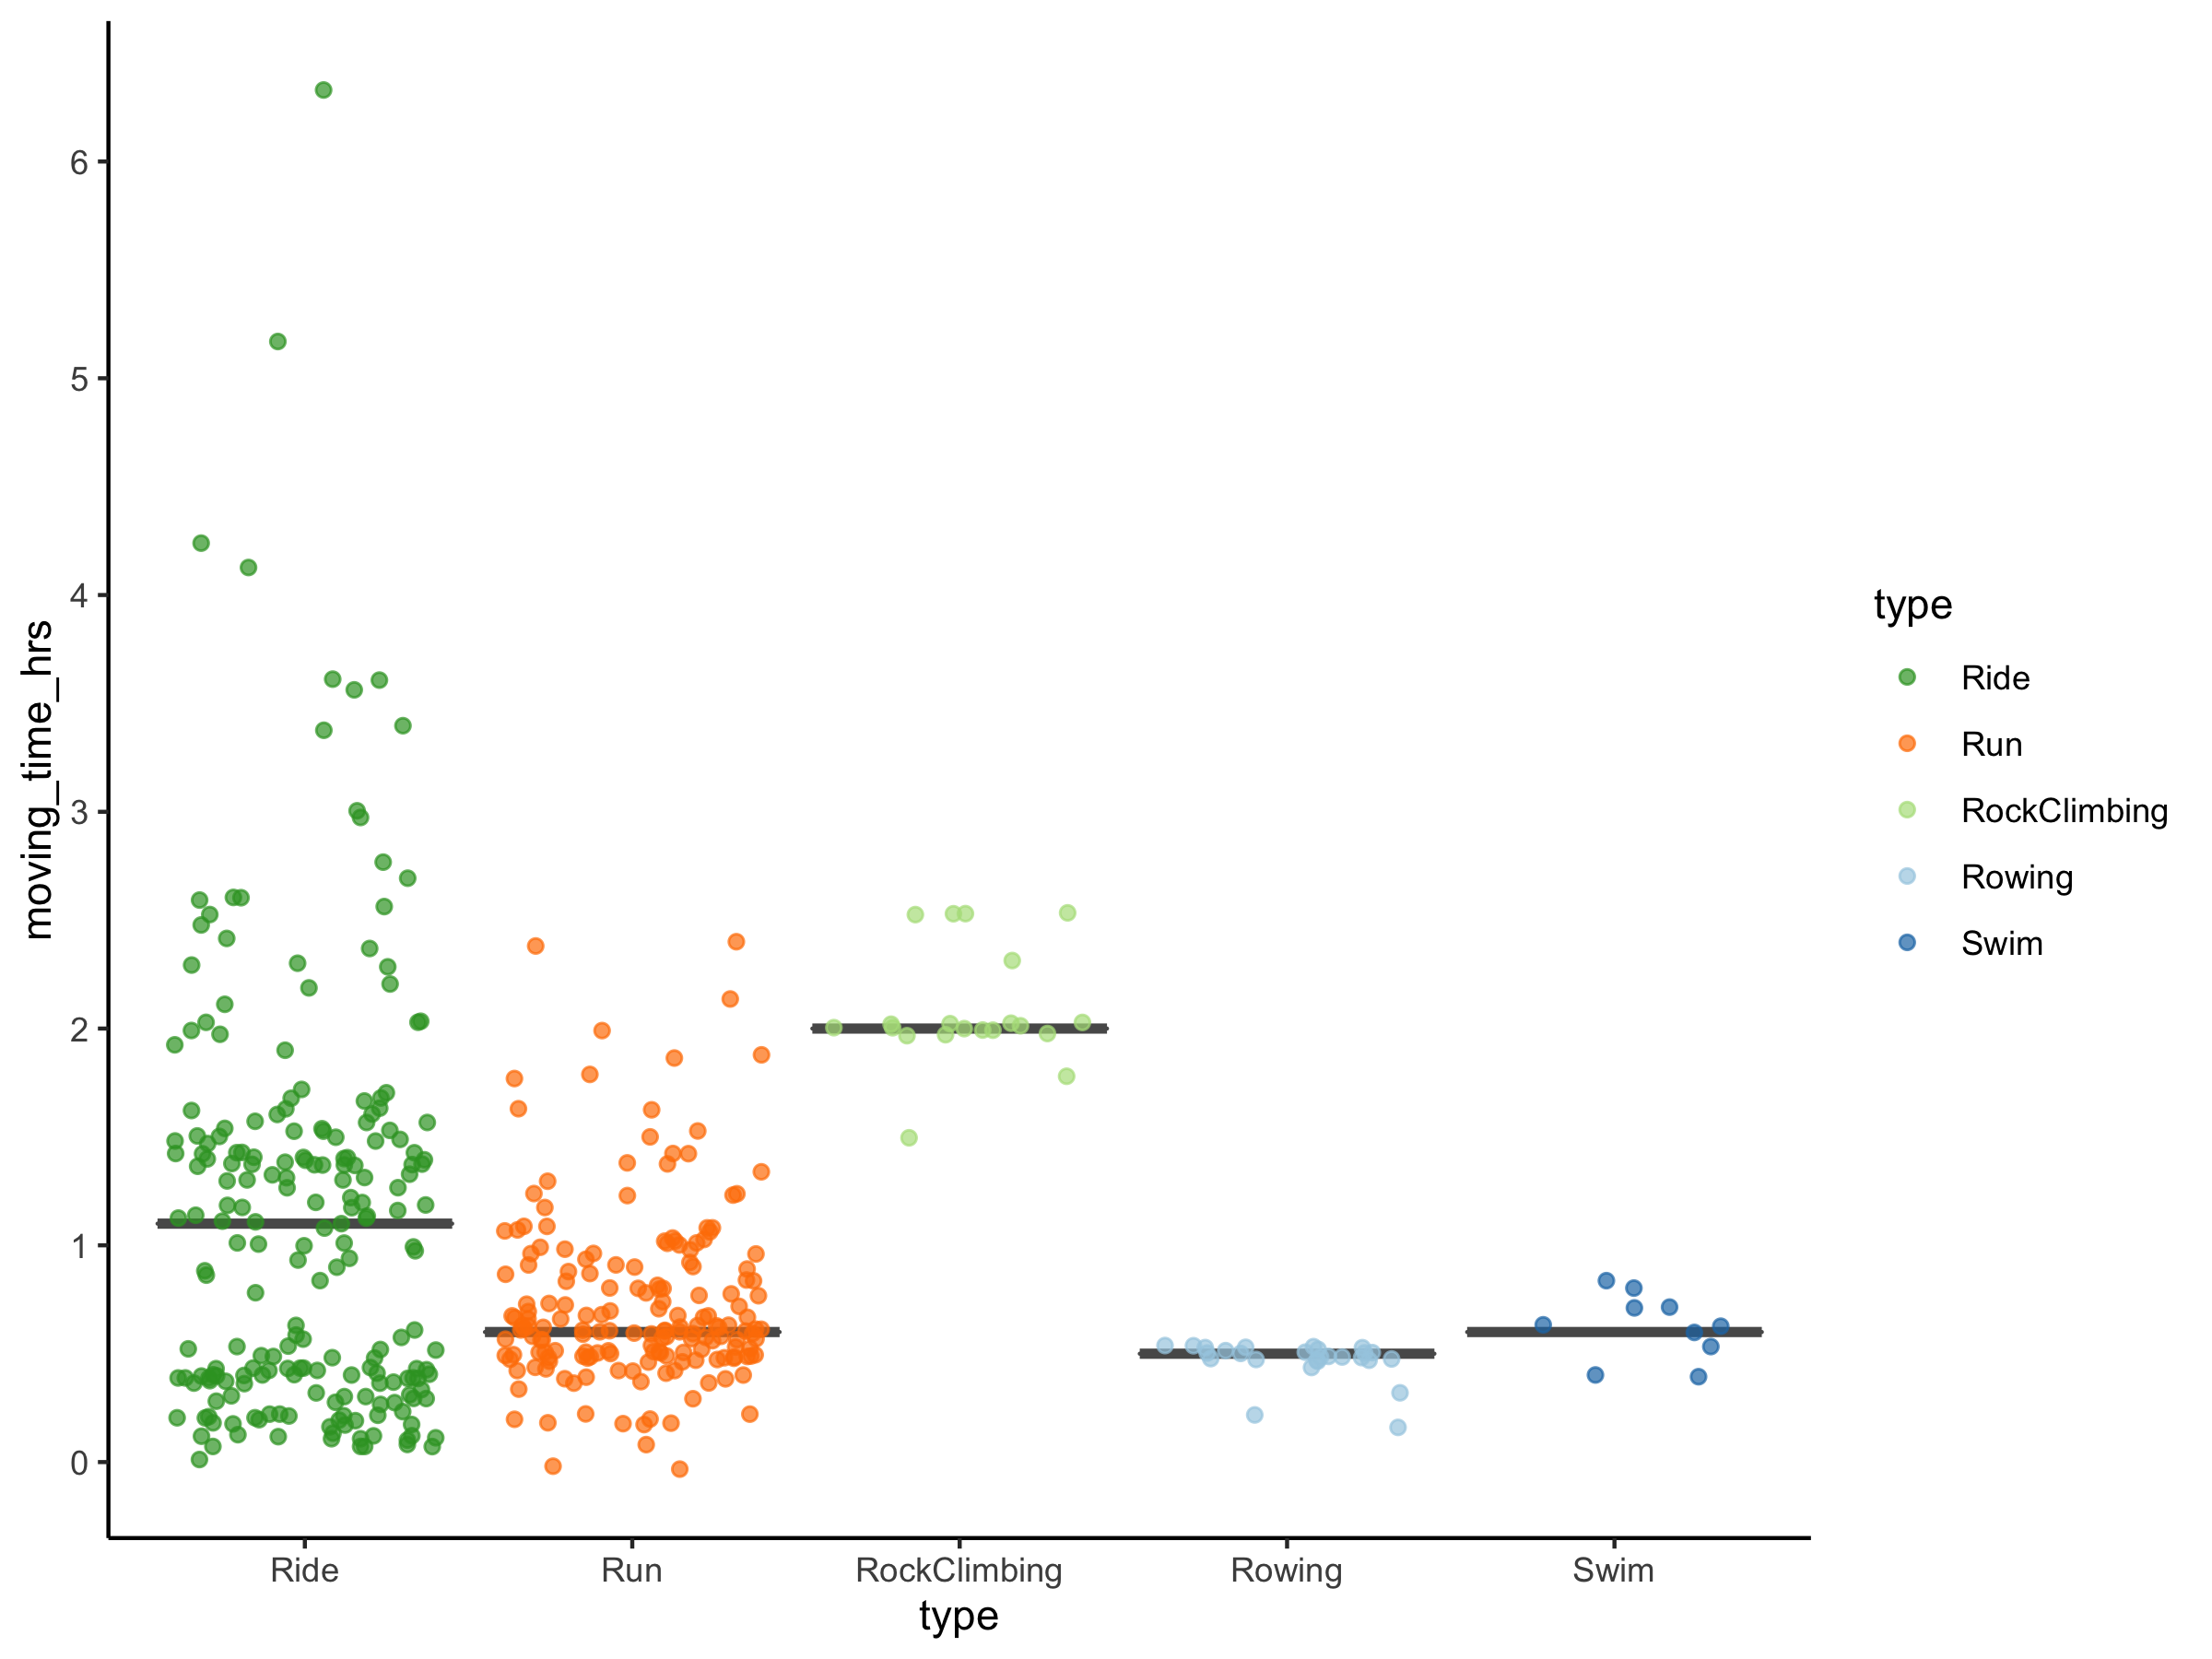 moving_time_hrs
6
5
4
3
2
1
0
Ride
Run
RockClimbing
Rowing
Swim
type
type
Ride
Run
RockClimbing
Rowing
Swim